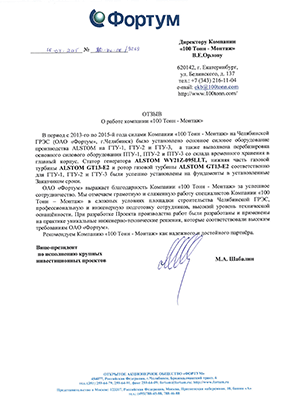 Фортум
Директору Компании
«100 Тонн - Монтаж»
В.Е.Орлову
620142, г. Екатеринбург,
ул. Белинского, д. 137
тел.: +7 (343) 216-11-04
e-mail: ekb@100tonn.com
http://www.100tonn.com/
ОТЗЫВ
О работе компании «100 Тонн - Монтаж»
В период с 2013-го по 2015-й года силами Компании «100 Тонн - Монтаж» на Челябинской
ГРЭС (ОАО «Фортум», г.Челябинск) было установлено основное силовое оборудование
производства ALSTOM на ГТУ-1, ГТУ-2 и ГТУ-3, а также выполнена перевозка
основного силового оборудования ПТУ-1, ПТУ-2 и ПТУ-3 со склада временного хранения в
главный корпус. Статор генератора ALSTOM WY21Z-095LLT, нижняя часть газовой
турбины ALSTOM GT13-E2 и ротор газовой турбины ALSTOM GT13-E2 соответственно
для ГТУ-1, ГТУ-2 и ГТУ-3 были успешно установлены на фундаменты в установленные
Заказчиком сроки.
ОАО «Фортум» выражает благодарность Компании «100 Тонн - Монтаж» за успешное
сотрудничество. Мы отмечаем грамотную и слаженную работу специалистов Компании «100
Тонн – Монтаж» в сложных условиях площадки строительства Челябинской ГРЭС,
профессиональную и инженерную подготовку сотрудников, высокий уровень технической
оснащённости. При разработке Проекта производства работ были разработаны и применены
на практике уникальные инженерно-технические решения, которые соответствовали высоким
требованиям ОАО «Фортум».
Рекомендуем Компанию «100 Тонн - Монтаж» как надежного и достойного партнёра.
Вице-президент
по исполнению крупных
инвестиционных проектов
М.А. Шабалин
ОТКРЫТОЕ АКЦИОНЕРНОЕ ОБЩЕСТВО «ФОРТУМ»